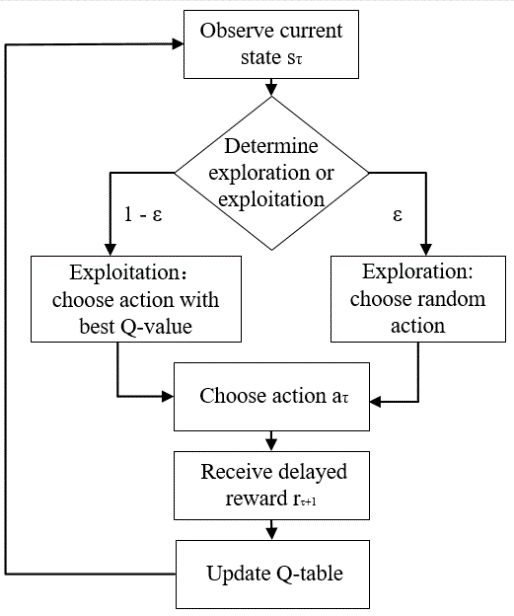 Observe current
state sτ
Determine
exploration or
exploitation
1 - ε
ε
Exploitation：
choose action with
best Q-value
Exploration:
choose random
action
Choose action aτ
Receive delayed
reward rτ+1
Update Q-table